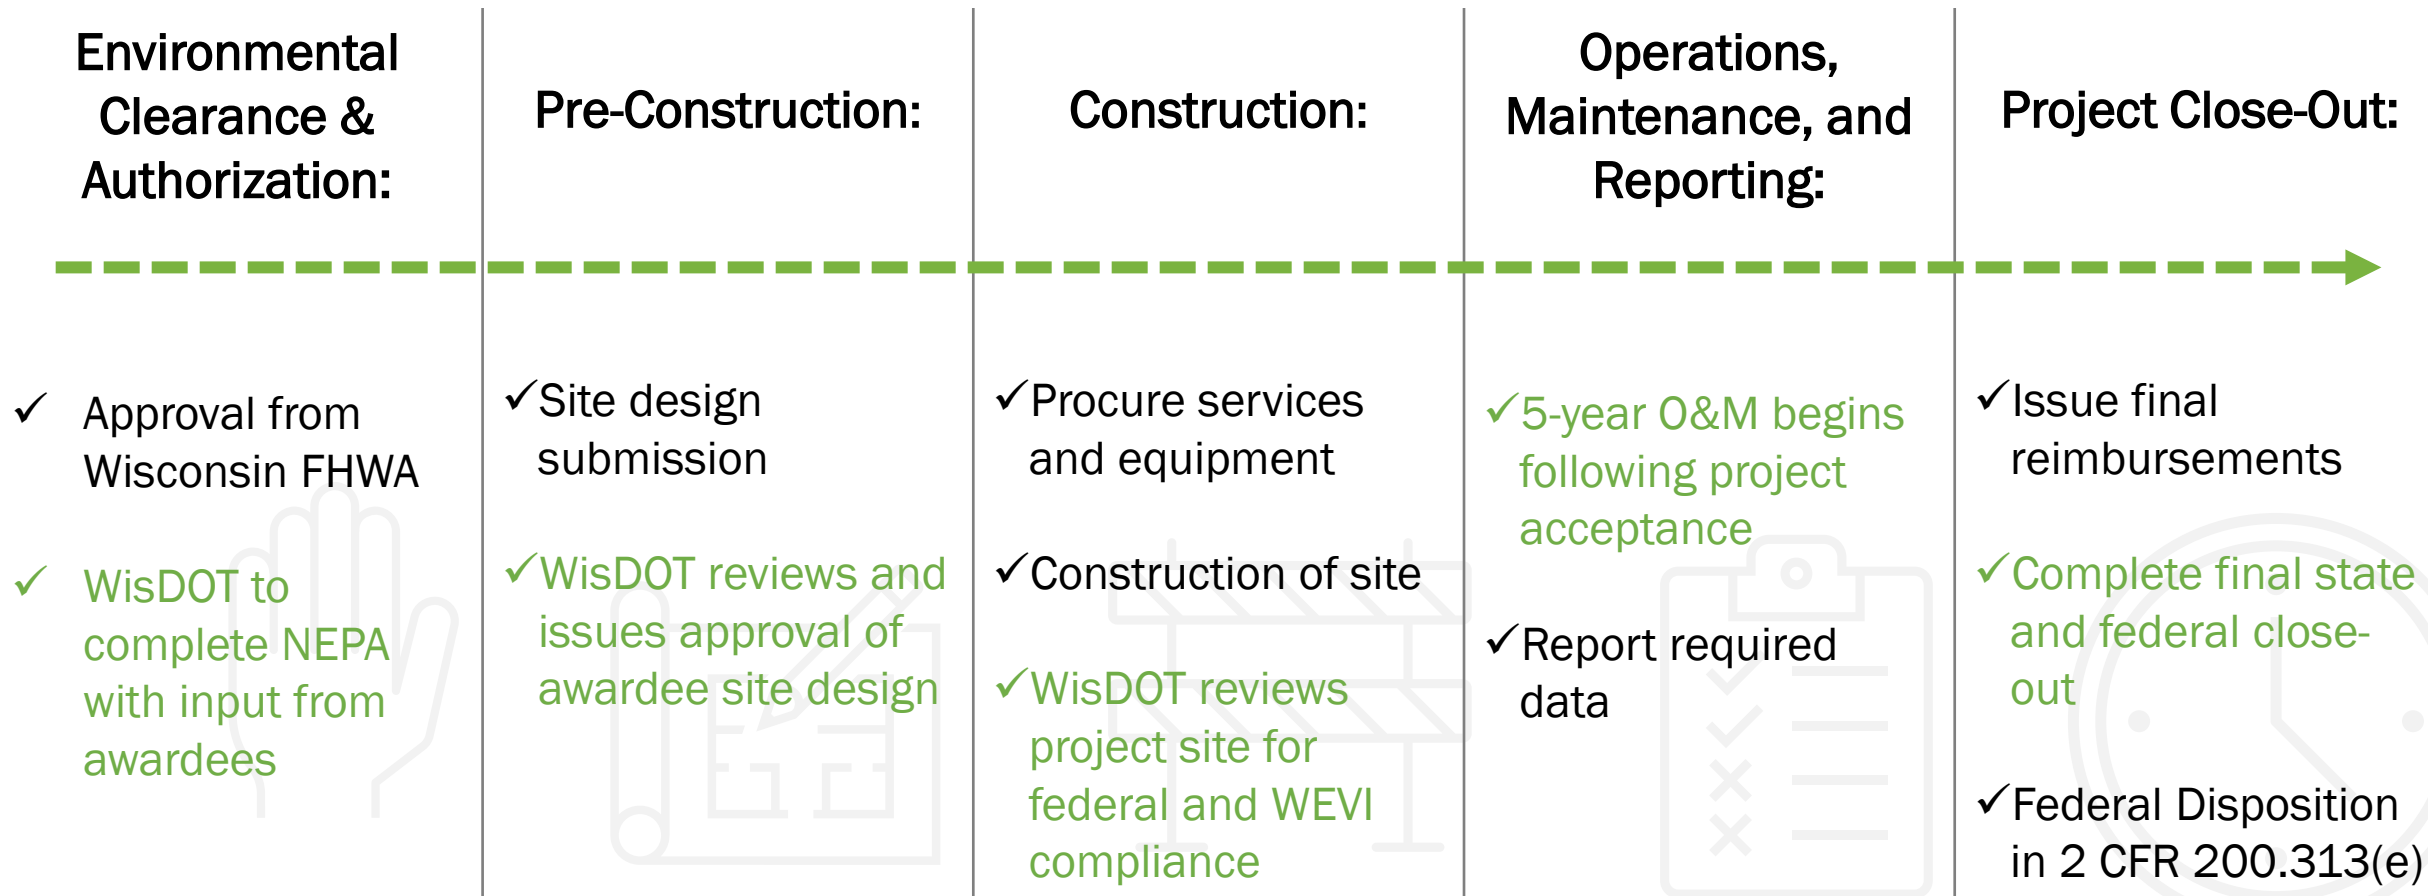 Environmental
Clearance &
Authorization:
✓ Approval from
Wisconsin FHWA
✓ WisDOT to
complete NEPA
with input from
awardees
Pre-Construction:
✓Site design
submission
✓WisDOT reviews and
issues approval of
awardee site design
Construction:
✓Procure services
and equipment
✓Construction of site
✓WisDOT reviews
project site for
federal and WEVI
compliance
Operations,
Maintenance, and
Reporting:
✓5-year O&M begins
following project
acceptance
✓Report required
data
Project Close-Out:
✓Issue final
reimbursements
✓Complete final state
and federal close-
out
✓Federal Disposition
in 2 CFR 200.313(e)